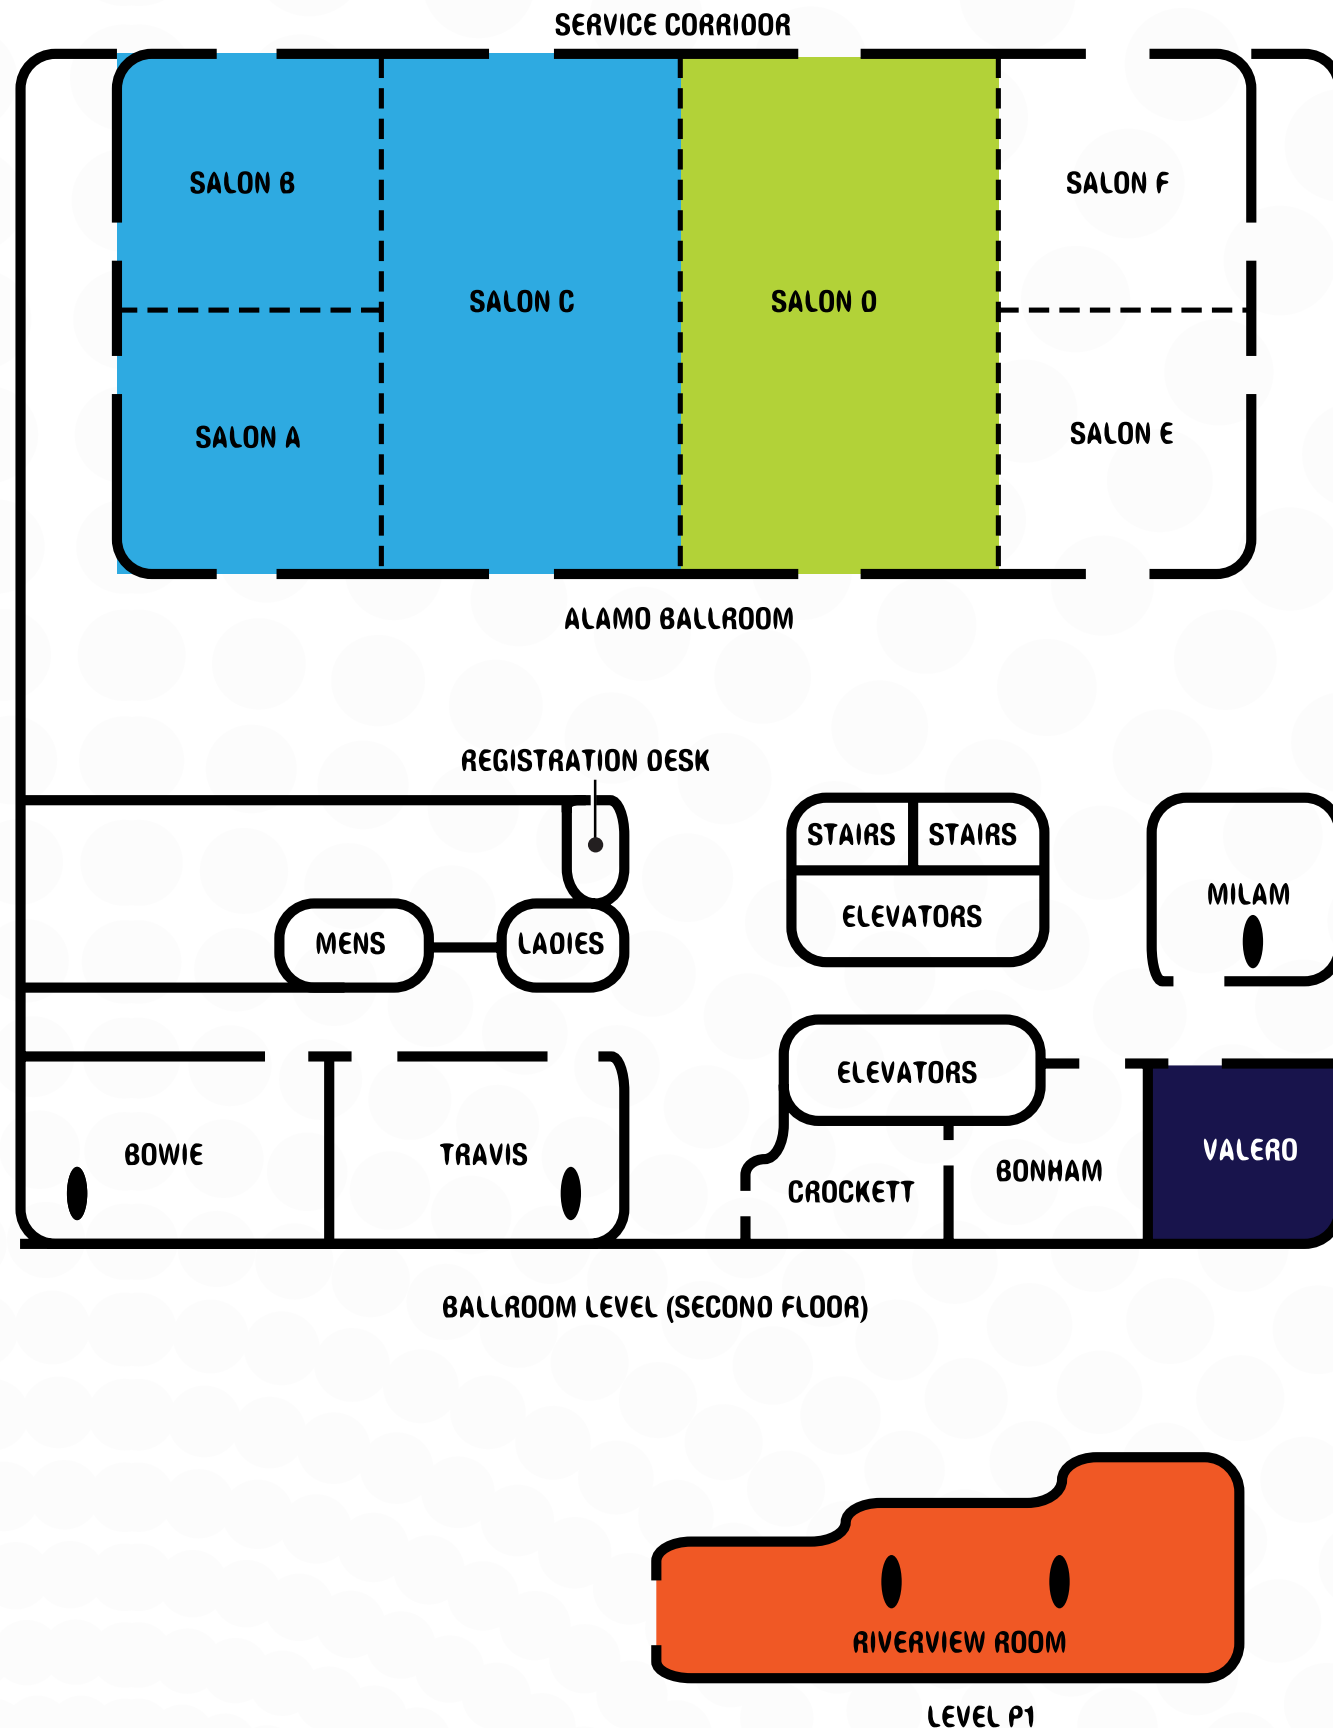 SERVICE CORRIDOR
SALON B
SALON F
SALON C
SALON D
SALON A
SALON E
ALAMO BALLROOM
REGISTRATION DESK
STAIRS
STAIRS
MILAM
ELEVATORS
MENS
LADIES
ELEVATORS
BOWIE
TRAVIS
VALERO
BONHAM
CROCKETT
BALLROOM LEVEL (SECOND FLOOR)
RIVERVIEW ROOM
LEVEL P1